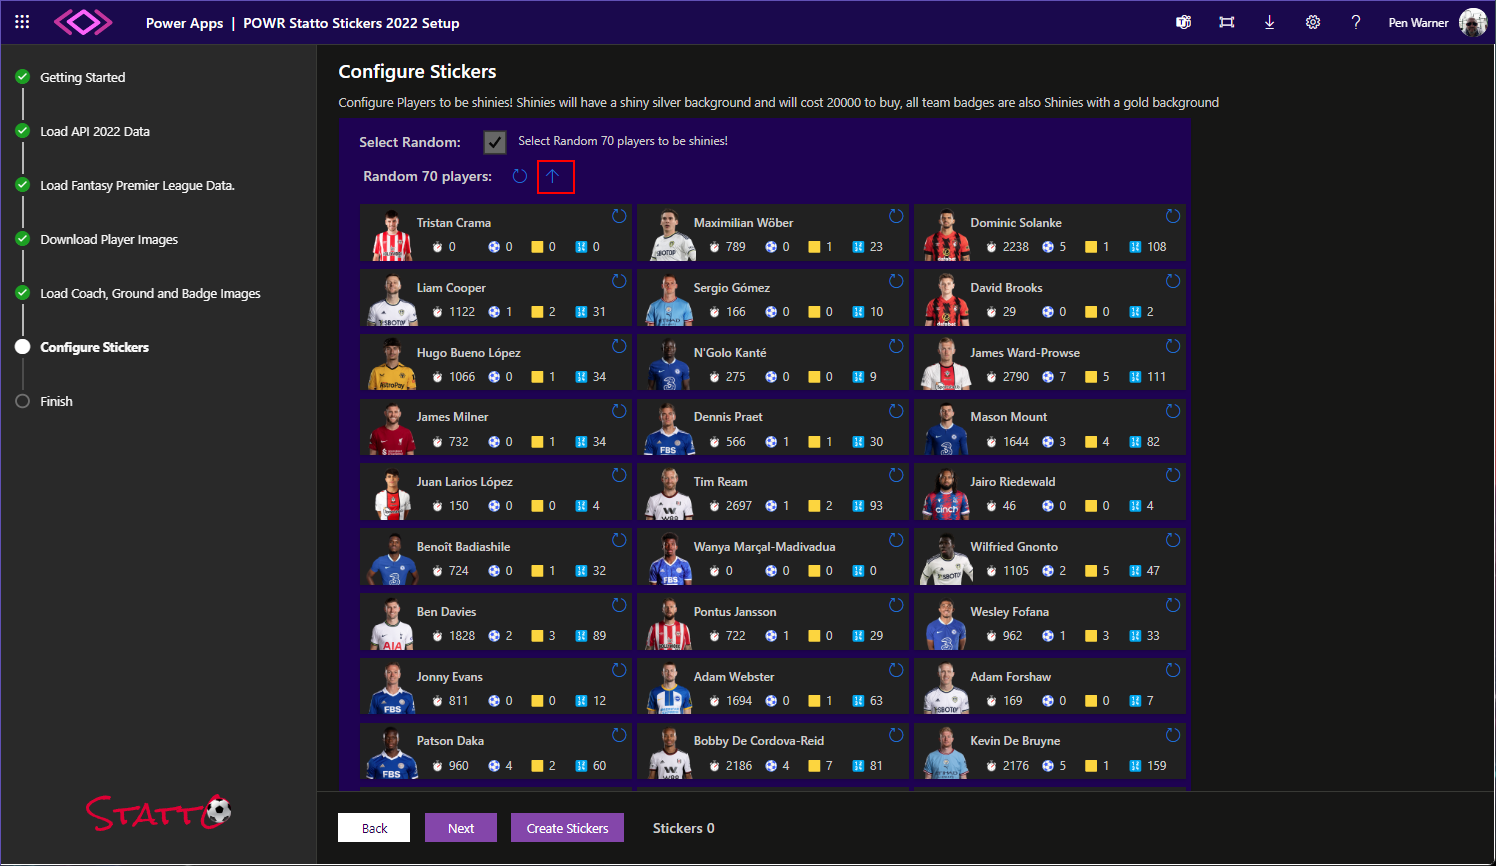 Power Apps | POWR Statto Stickers 2022 Setup
? Pen Warner
Getting Started
Load API 2022 Data
Load Fantasy Premier League Data.
Download Player Images
Load Coach, Ground and Badge Images
Configure Stickers
Finish
STATTO
Configure Stickers
Configure Players to be shinies! Shinies will have a shiny silver background and will cost 20000 to buy, all team badges are also Shinies with a gold background
Select Random: Select Random 70 players to be shinies!
Random 70 players:
Tristan Crama
0 0 0 0
Maximilian Wöber
789 0 1 23
Dominic Solanke
2238 5 1 108
Liam Cooper
1122 1 2 31
Sergio Gómez
166 0 0 10
David Brooks
29 0 0 2
Hugo Bueno López
1066 0 1 34
N'Golo Kanté
275 0 0 9
James Ward-Prowse
2790 7 5 111
James Milner
732 0 1 34
Dennis Praet
566 1 1 30
FBS
Mason Mount
1644 3 4 82
3
Juan Larios López
150 0 0 4
Tim Ream
2697 1 2 93
Jairo Riedewald
46 0 0 4
cinch
Benoît Badiashile
724 0 1 32
3
Wanya Marçal-Madivadua
0 0 0 0
FBS
Wilfried Gnonto
1105 2 5 47
Ben Davies
1828 2 3 89
AIA
Pontus Jansson
722 1 0 29
Wesley Fofana
962 1 3 33
3
Jonny Evans
811 0 0 12
FBS
Adam Webster
1694 0 1 63
Adam Forshaw
169 0 0 7
Patson Daka
960 4 2 60
FBS
Bobby De Cordova-Reid
2186 4 7 81
Kevin De Bruyne
2176 5 1 159
Back Next Create Stickers Stickers 0